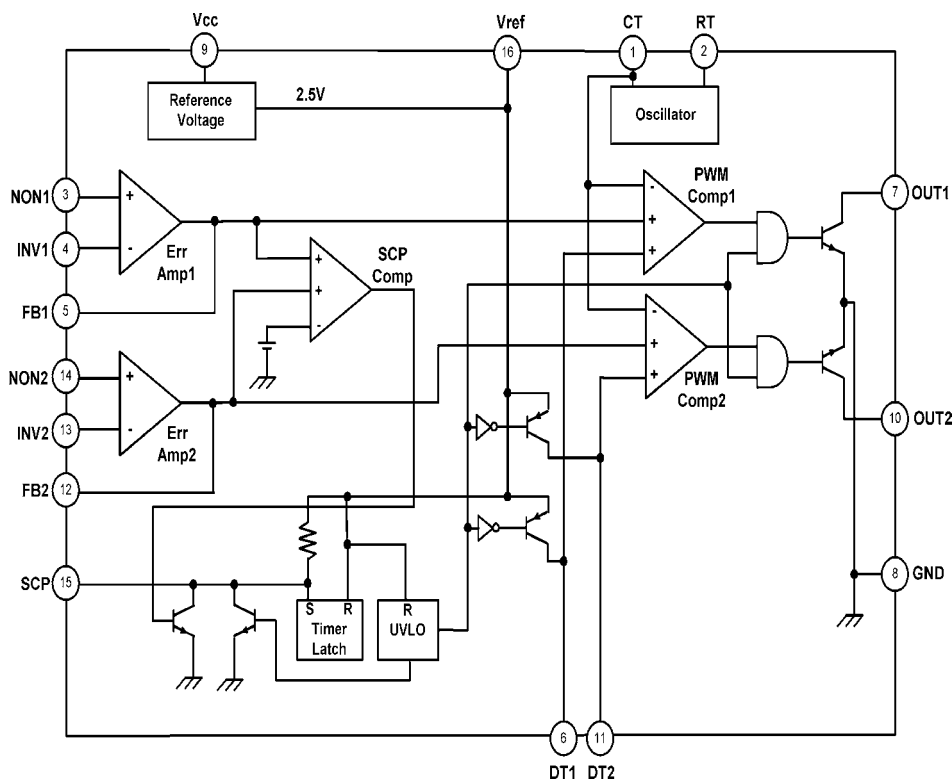 Vcc Vref CT RT
9 16 1 2
Reference
Voltage
2.5V
Oscillator
NON1 3 +
INV1 4 -
Err
Amp1
FB1 5
SCP
Comp
+
+
-
PWM
Comp1
-
+
+
7 OUT1
NON2 14 +
INV2 13 -
Err
Amp2
FB2 12
-
+
+
PWM
Comp2
10 OUT2
SCP 15
S R
Timer
Latch
R
UVLO
8 GND
6 11
DT1 DT2